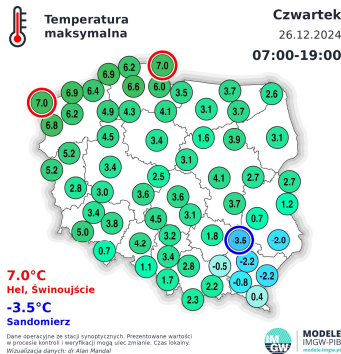 Temperatura
maksymalna
Czwartek
26.12.2024
07:00-19:00
6.9 6.2 7.0
6.9 6.4 6.6 6.0 3.5 3.7 2.6
7.0 6.2 4.9 4.3 4.1 3.1 3.7
6.8 4.5 3.4 1.6 3.9 3.1
5.2 5.2 3.4 2.5 4.1 2.7 2.7
2.8 3.0 3.6 3.6 3.7 1.2
3.4 3.8 4.5 3.1 0.7
5.0 4.2 3.2 1.8 3.5 -2.0
0.7 3.4 -2.2
1.1 2.8 -0.5 -2.2
1.7 2.2 -0.8
2.3 0.4
7.0°C
Hel, Świnoujście
-3.5°C
Sandomierz
Dane operacyjne ze stacji synoptycznych. Prezentowane wartości
w procesie kontroli i weryfikacji mogą ulec zmianie. Czas lokalny.
Wizualizacja danych: dr Alan Mandal
IMGW
MODELE
IMGW-PIB
modele.imgw.pl